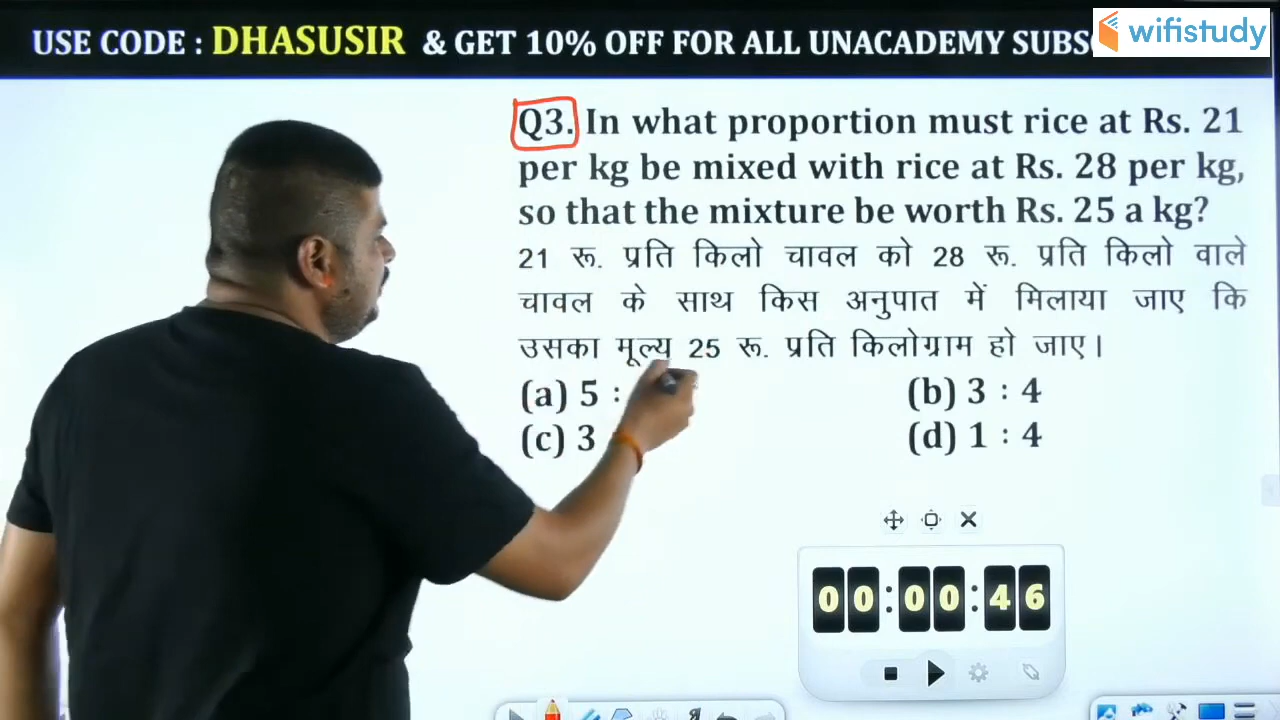 USE CODE : DHASUSIR & GET 10% OFF FOR ALL UNACADEMY
wifistudy
Q3. In what proportion must rice at Rs. 21
per kg be mixed with rice at Rs. 28 per kg,
so that the mixture be worth Rs. 25 a kg?
21 रू. प्रति किलो चावल को 28 रू. प्रति किलो वाले
चावल के साथ किस अनुपात में मिलाया जाए कि
उसका मूल्य 25 रू. प्रति किलोग्राम हो जाए।
(a) 5 :
(b) 3 : 4
(c) 3
(d) 1 : 4
00:00:46